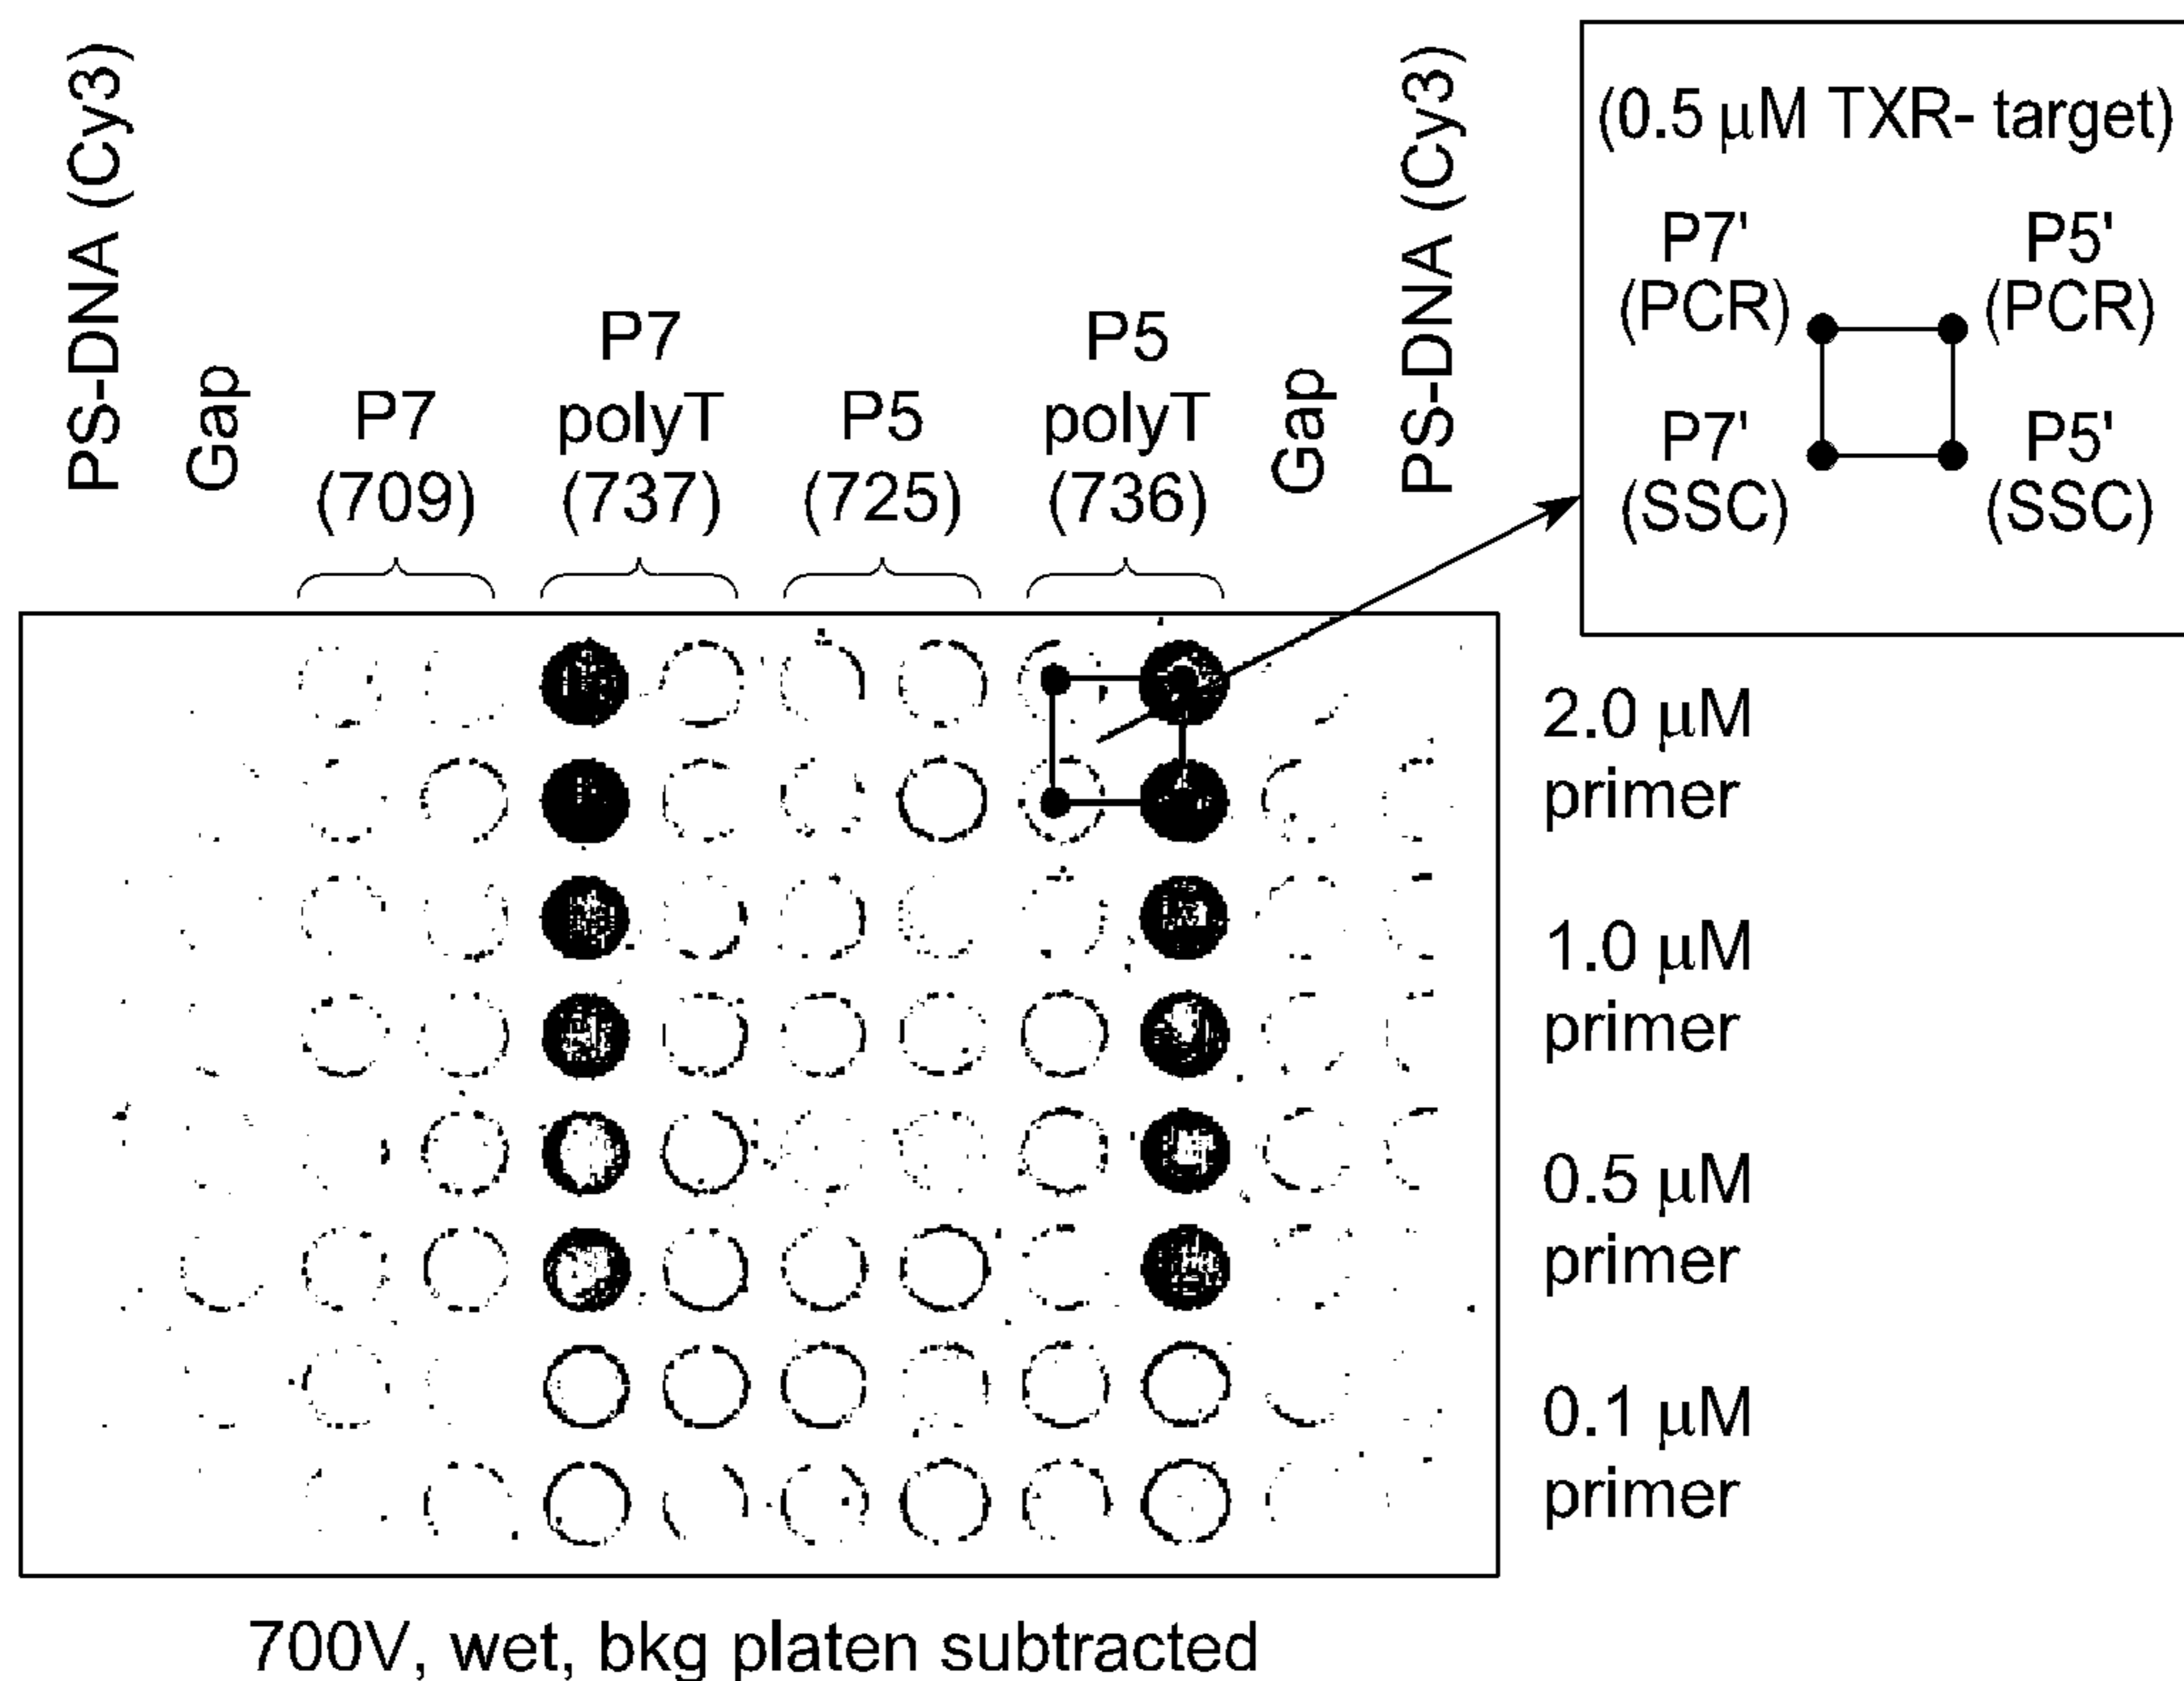 PS-DNA (Cy3)
Gap
P7
(709)
P7
polyT
(737)
P5
(725)
P5
polyT
(736)
Gap
PS-DNA (Cy3)
(0.5 μM TXR- target)
P7'
(PCR)
P5'
(PCR)
P7'
(SSC)
P5'
(SSC)
2.0 μM
primer
1.0 μM
primer
0.5 μM
primer
0.1 μM
primer
700V, wet, bkg platen subtracted